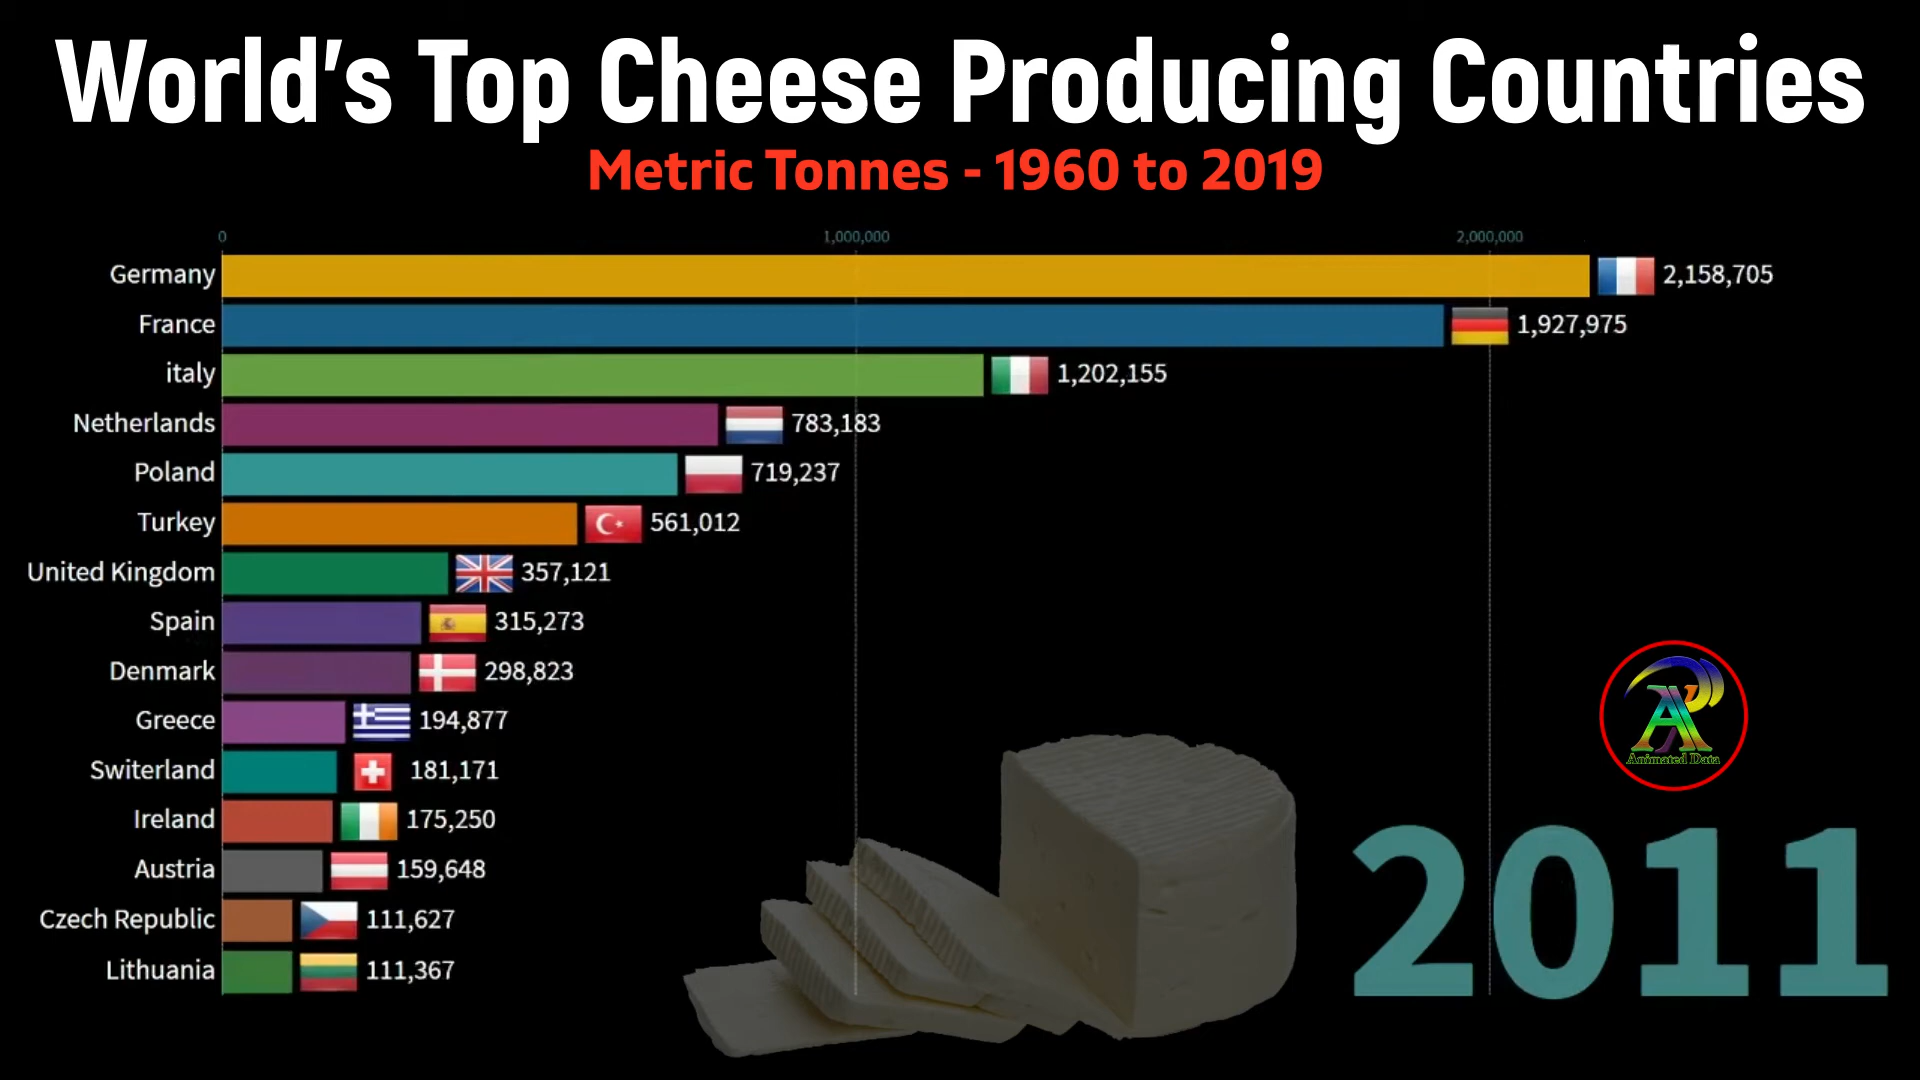 World's Top Cheese Producing Countries
Metric Tonnes - 1960 to 2019
0 1,000,000 2,000,000
Germany 2,158,705
France 1,927,975
italy 1,202,155
Netherlands 783,183
Poland 719,237
Turkey 561,012
United Kingdom 357,121
Spain 315,273
Denmark 298,823
Greece 194,877
Switerland 181,171
Ireland 175,250
Austria 159,648
Czech Republic 111,627
Lithuania 111,367
Animated Data
2011